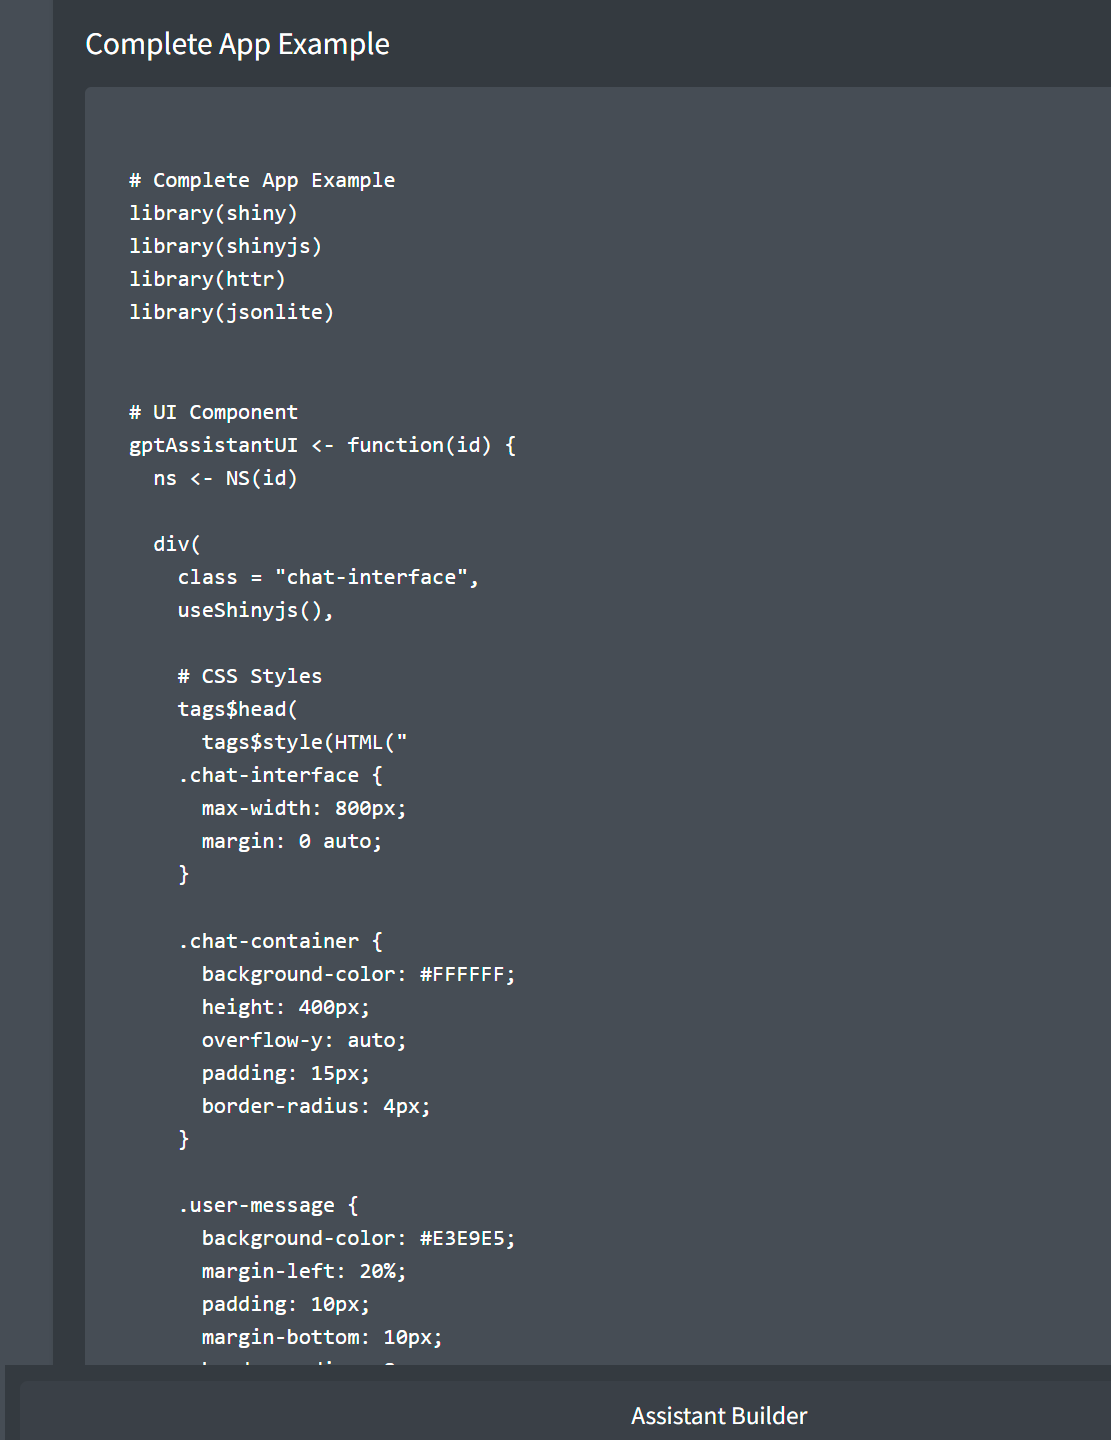 Complete App Example
# Complete App Example
library(shiny)
library(shinyjs)
library(httr)
library(jsonlite)
# UI Component
gptAssistantUI <- function(id) {
ns <- NS(id)
div(
class = "chat-interface",
useShinyjs(),
# CSS Styles
tags$head(
tags$style(HTML("
.chat-interface {
max-width: 800px;
margin: 0 auto;
}
.chat-container {
background-color: #FFFFFF;
height: 400px;
overflow-y: auto;
padding: 15px;
border-radius: 4px;
}
.user-message {
background-color: #E3E9E5;
margin-left: 20%;
padding: 10px;
margin-bottom: 10px;
Assistant Builder